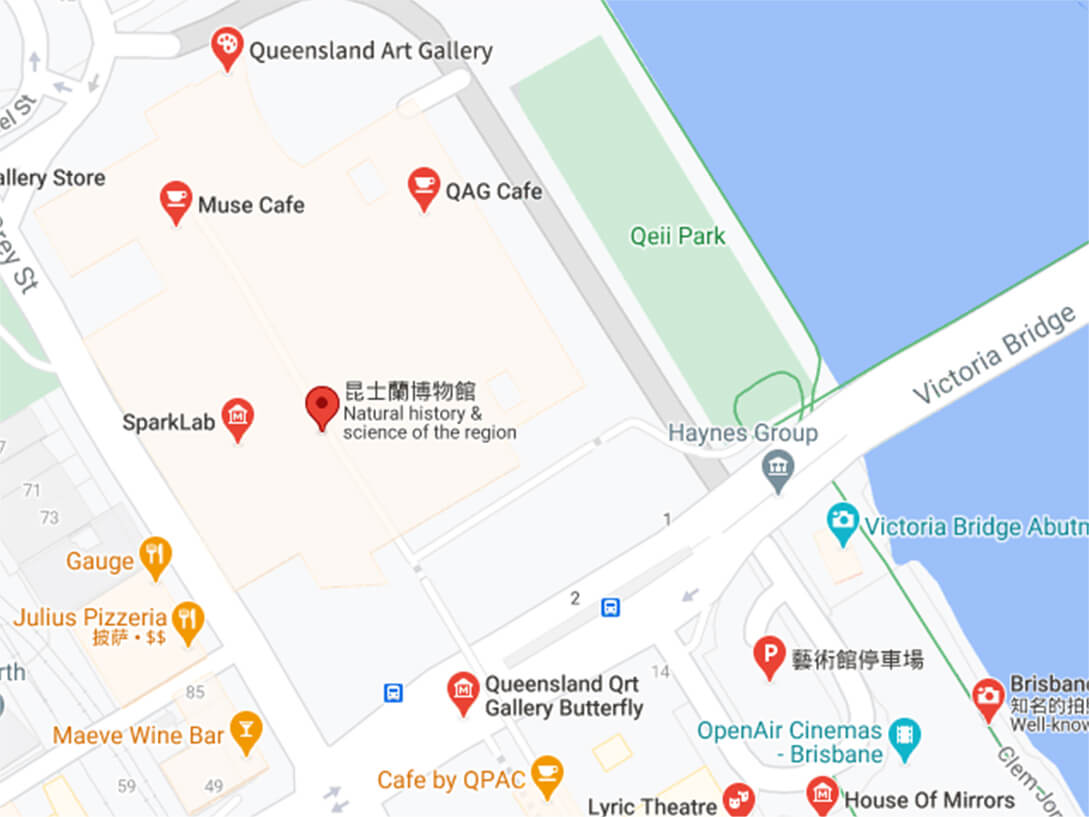 Queensland Art Gallery
el St
allery Store
Muse Cafe
QAG Cafe
rey St
Qeii Park
Victoria Bridge
昆士蘭博物館
Natural history &
science of the region
SparkLab
Haynes Group
7
71
73
1
Victoria Bridge Abutn
Gauge
2
Julius Pizzeria
披萨・$$
藝術館停車場
14
rth
85
Queensland Qrt
Gallery Butterfly
Brisbane
知名的拍
Well-know
Maeve Wine Bar
OpenAir Cinemas
- Brisbane
Cafe by QPAC
59
49
Lyric Theatre
House Of Mirrors
Clem-Jon
P